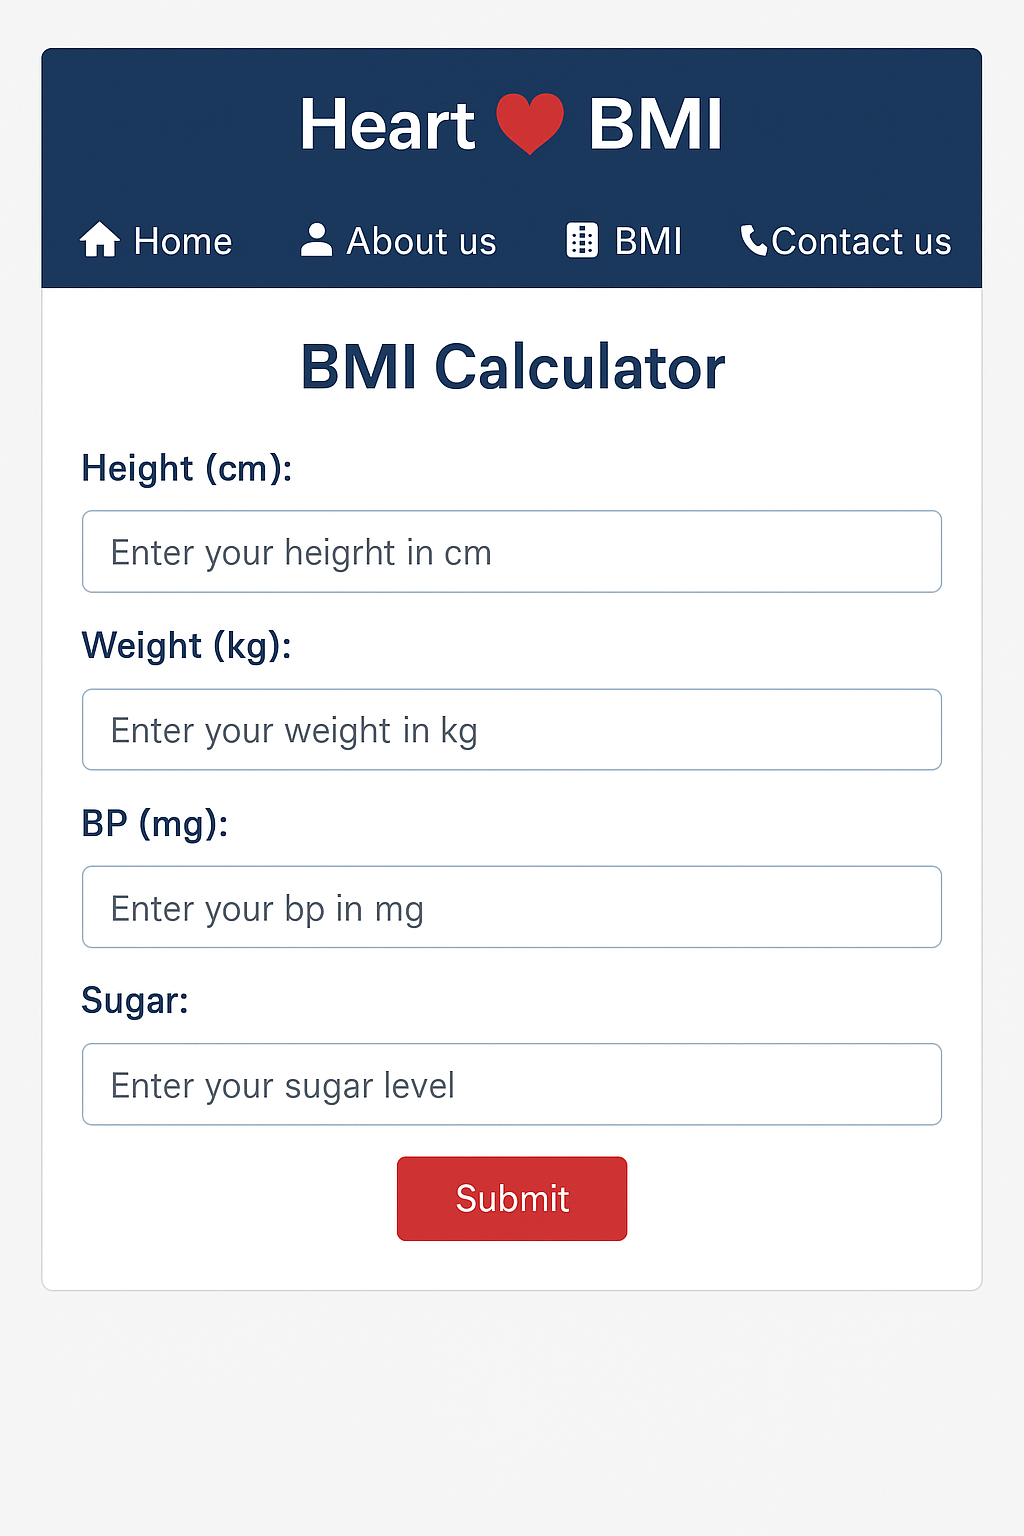 Heart BMI
Home About us BMI Contact us
BMI Calculator
Height (cm):
Enter your heigrht in cm
Weight (kg):
Enter your weight in kg
BP (mg):
Enter your bp in mg
Sugar:
Enter your sugar level
Submit